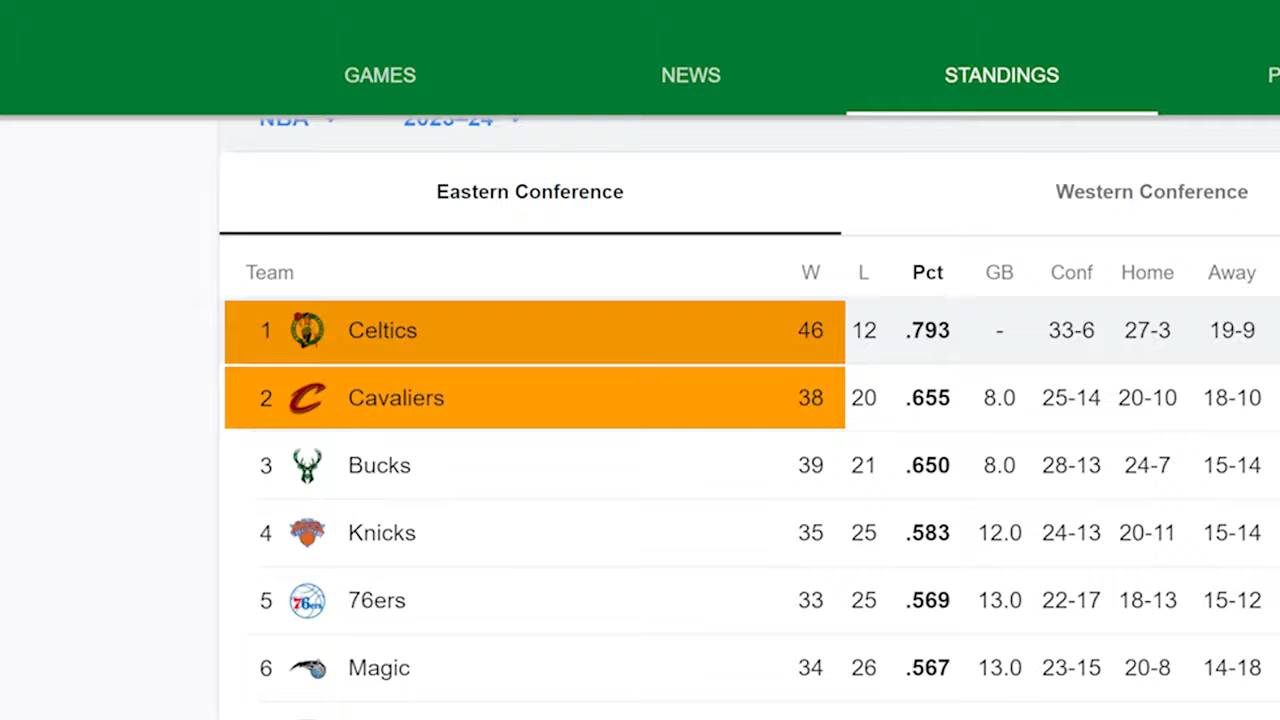 GAMES NEWS STANDINGS P
NBA 2023–24
Eastern Conference Western Conference
Team W L Pct GB Conf Home Away
1 Celtics 46 12 .793 - 33-6 27-3 19-9
2 Cavaliers 38 20 .655 8.0 25-14 20-10 18-10
3 Bucks 39 21 .650 8.0 28-13 24-7 15-14
4 Knicks 35 25 .583 12.0 24-13 20-11 15-14
5 76ers 33 25 .569 13.0 22-17 18-13 15-12
6 Magic 34 26 .567 13.0 23-15 20-8 14-18